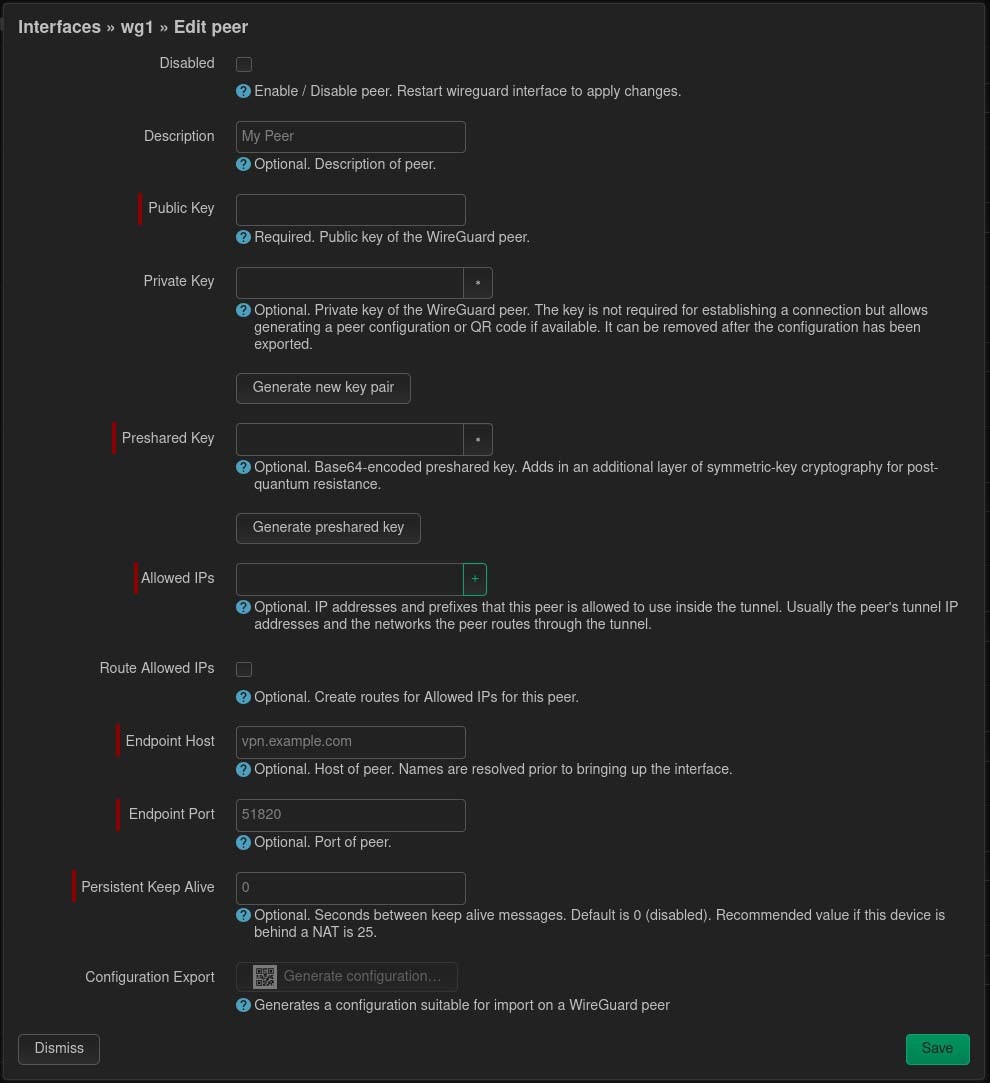 Interfaces » wg1 » Edit peer
Disabled
Enable / Disable peer. Restart wireguard interface to apply changes.
Description
My Peer
Optional. Description of peer.
Public Key
Required. Public key of the WireGuard peer.
Private Key
*
Optional. Private key of the WireGuard peer. The key is not required for establishing a connection but allows
generating a peer configuration or QR code if available. It can be removed after the configuration has been
exported.
Generate new key pair
Preshared Key
*
Optional. Base64-encoded preshared key. Adds in an additional layer of symmetric-key cryptography for post-
quantum resistance.
Generate preshared key
Allowed IPs
+
Optional. IP addresses and prefixes that this peer is allowed to use inside the tunnel. Usually the peer's tunnel IP
addresses and the networks the peer routes through the tunnel.
Route Allowed IPs
Optional. Create routes for Allowed IPs for this peer.
Endpoint Host
vpn.example.com
Optional. Host of peer. Names are resolved prior to bringing up the interface.
Endpoint Port
51820
Optional. Port of peer.
Persistent Keep Alive
0
Optional. Seconds between keep alive messages. Default is 0 (disabled). Recommended value if this device is
behind a NAT is 25.
Configuration Export
Generate configuration...
Generates a configuration suitable for import on a WireGuard peer
Dismiss
Save